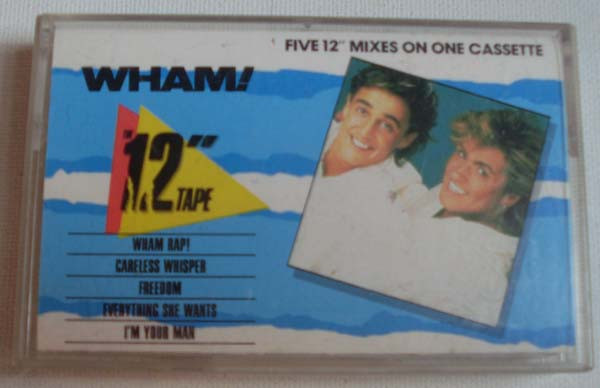 FIVE 12" MIXES ON ONE CASSETTE
WHAM!
12" TAPE
WHAM RAP!
CARELESS WHISPER
FREEDOM
EVERYTHING SHE WANTS
I'M YOUR MAN